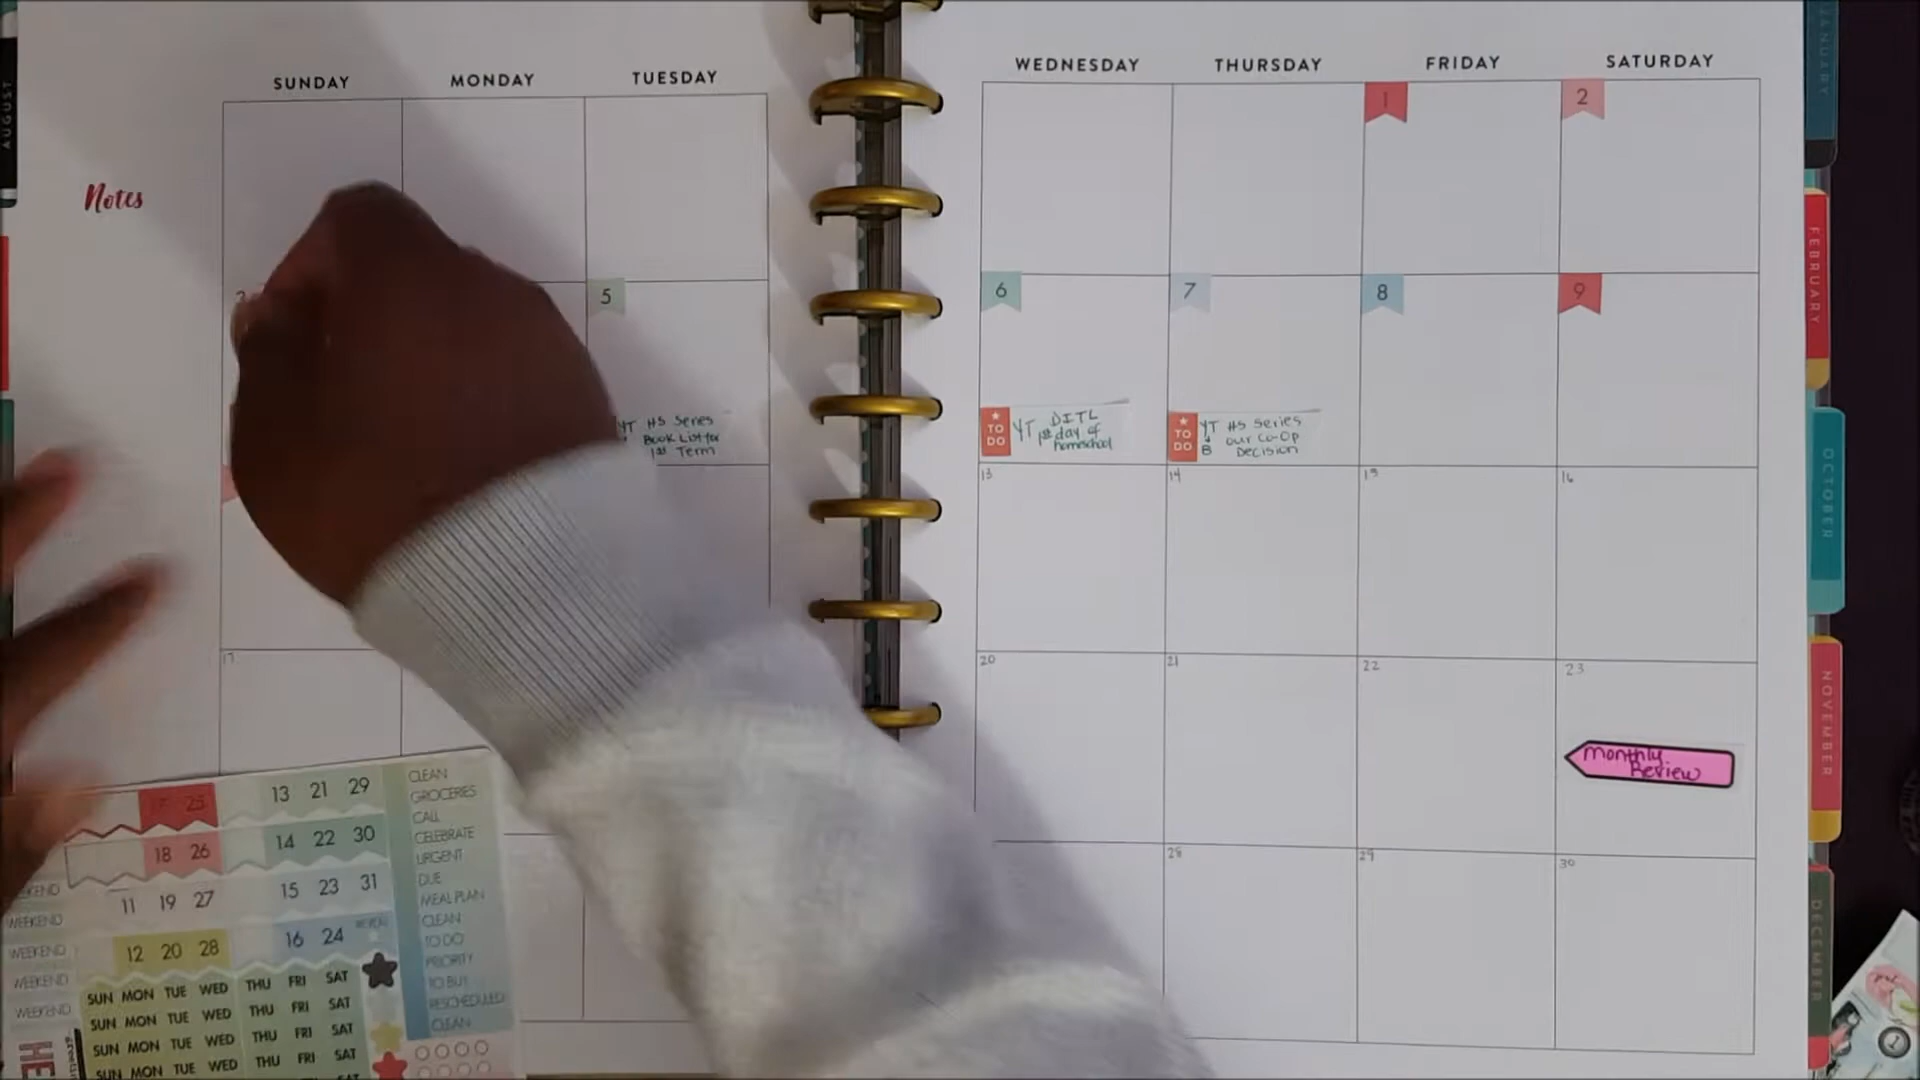 SUNDAY
MONDAY
TUESDAY
WEDNESDAY
THURSDAY
FRIDAY
SATURDAY
Notes
1
2
5
6
7
8
9
YT HS Series
Book List for
1st Term
★
TO
DO
YT DITL
1st day of
homeschool
★
TO
DO
YT HS Series
↓ our Co-Op
B Decision
13
14
15
16
17
20
21
22
23
Monthly
Review
28
29
30
17 25
18 26
11 19 27
12 20 28
13 21 29
14 22 30
15 23 31
16 24
CLEAN
GROCERIES
CALL
CELEBRATE
URGENT
DUE
MEAL PLAN
CLEAN
TO DO
PRIORITY
TO BUY
RESCHEDULED
CLEAN
WEEKEND
WEEKEND
WEEKEND
WEEKEND
SUN MON TUE WED THU FRI SAT
SUN MON TUE WED THU FRI SAT
SUN MON TUE WED THU FRI SAT
SUN MON TUE WED THU FRI SAT
AUGUST
JANUARY
FEBRUARY
OCTOBER
NOVEMBER
DECEMBER
1